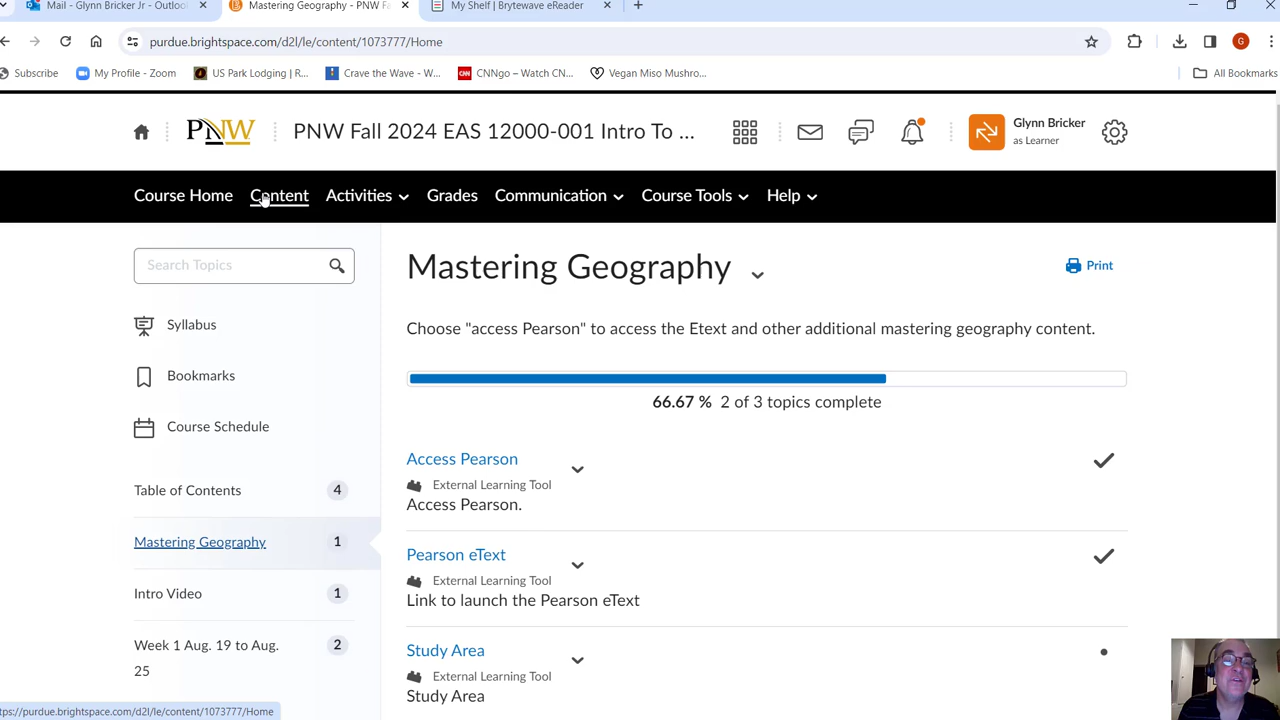 Mail - Glynn Bricker Jr - Outloo
Mastering Geography - PNW Fa
My Shelf | Brytewave eReader
purdue.brightspace.com/d2l/le/content/1073777/Home
G
Subscribe
My Profile - Zoom
US Park Lodging | R...
Crave the Wave - W...
CNN
CNNgo – Watch CN...
Vegan Miso Mushro...
All Bookmarks
PNW
PNW Fall 2024 EAS 12000-001 Intro To ...
Glynn Bricker
as Learner
Course Home
Content
Activities
Grades
Communication
Course Tools
Help
Search Topics
Syllabus
Bookmarks
Course Schedule
Table of Contents 4
Mastering Geography 1
Intro Video 1
Week 1 Aug. 19 to Aug. 2
25
Mastering Geography
Print
Choose "access Pearson" to access the Etext and other additional mastering geography content.
66.67 % 2 of 3 topics complete
Access Pearson
External Learning Tool
Access Pearson.
Pearson eText
External Learning Tool
Link to launch the Pearson eText
Study Area
External Learning Tool
Study Area
ttps://purdue.brightspace.com/d2l/le/content/1073777/Home